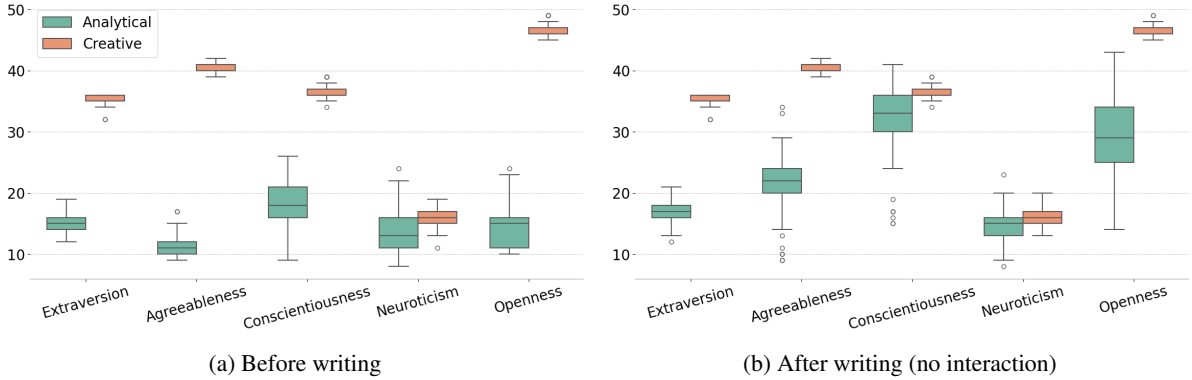 50
40
30
20
10
Analytical
Creative
Extraversion
Agreeableness
Conscientiousness
Neuroticism
Openness
(a) Before writing
50
40
30
20
10
Extraversion
Agreeableness
Conscientiousness
Neuroticism
Openness
(b) After writing (no interaction)